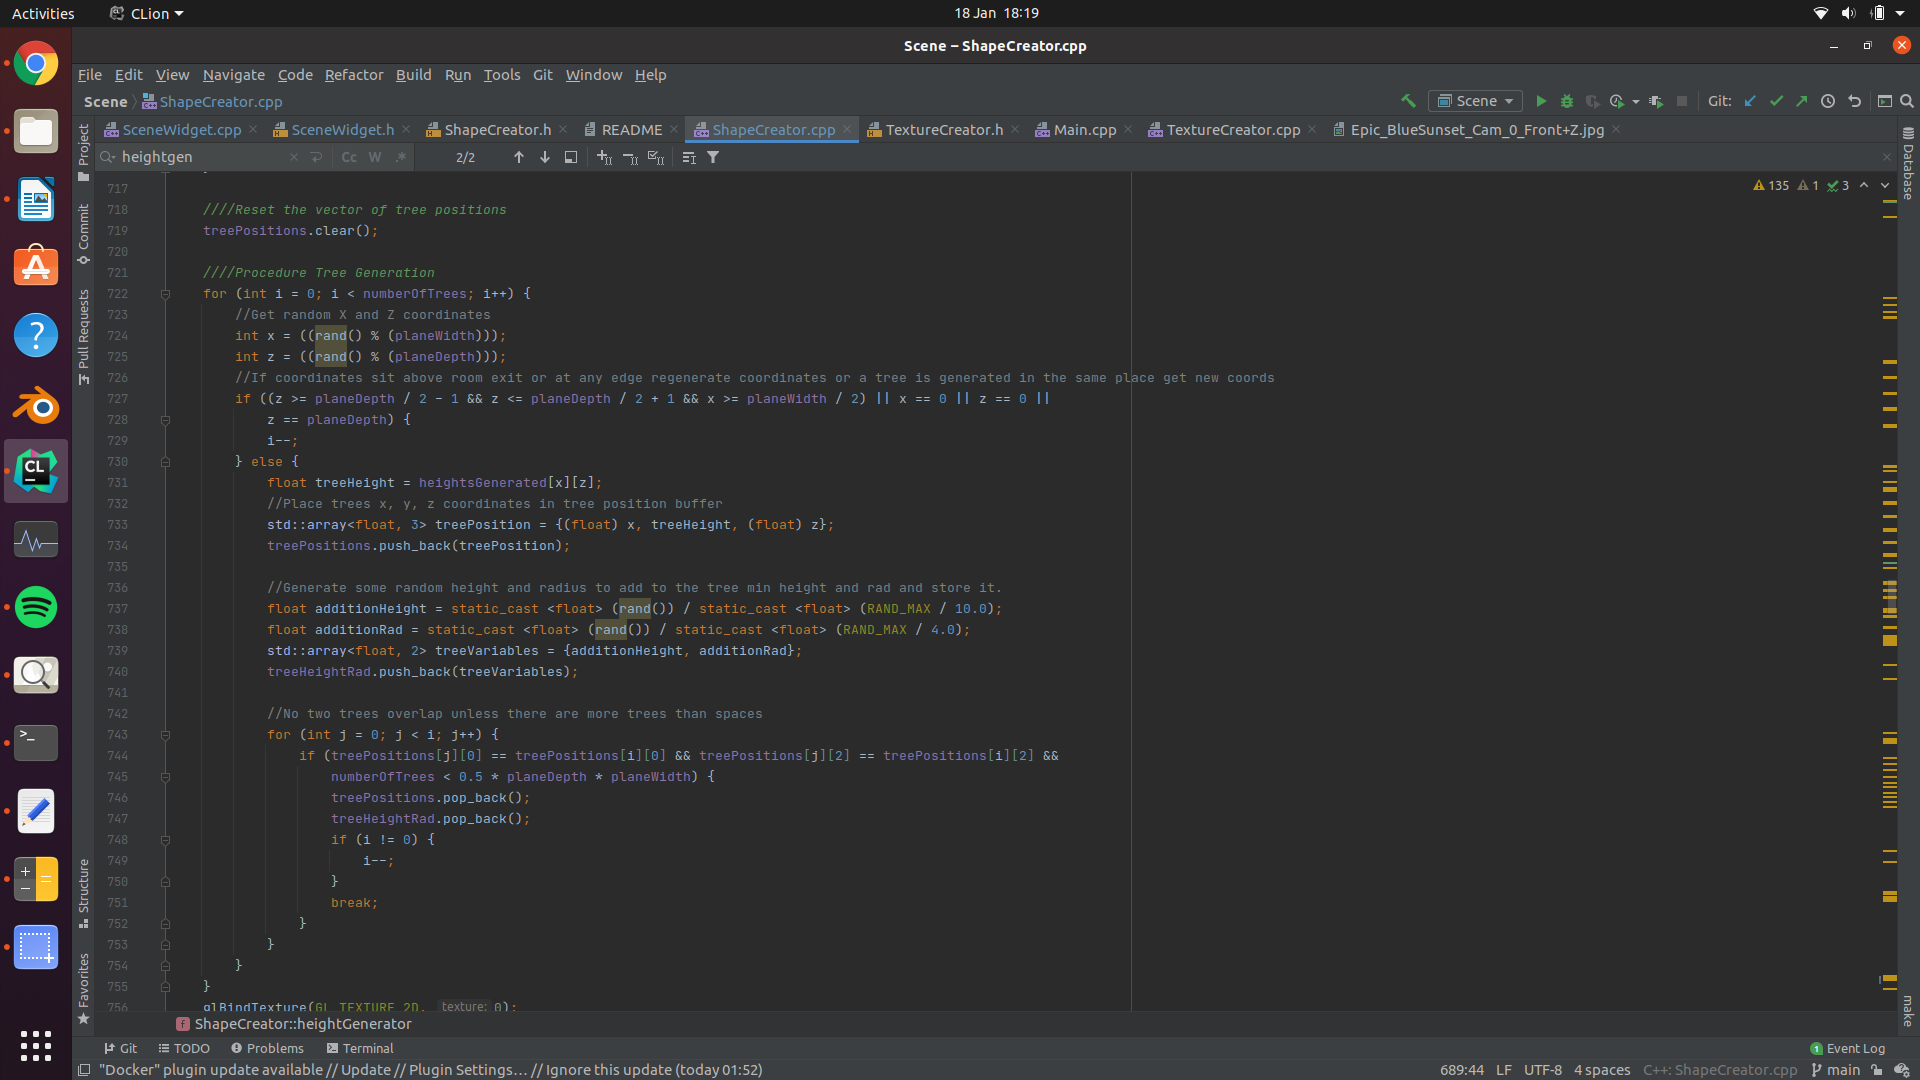 Activities
CLion
18 Jan 18:19
Scene – ShapeCreator.cpp
File Edit View Navigate Code Refactor Build Run Tools Git Window Help
Scene ShapeCreator.cpp
Scene
Git:
SceneWidget.cpp SceneWidget.h ShapeCreator.h README ShapeCreator.cpp TextureCreator.h Main.cpp TextureCreator.cpp Epic_BlueSunset_Cam_0_Front+Z.jpg
heightgen
Cc W .* 2/2
135 1 3
Project
Commit
Pull Requests
Structure
Favorites
Database
make
717
718 ////Reset the vector of tree positions
719 treePositions.clear();
720
721 ////Procedure Tree Generation
722 for (int i = 0; i < numberOfTrees; i++) {
723 //Get random X and Z coordinates
724 int x = ((rand() % (planeWidth)));
725 int z = ((rand() % (planeDepth)));
726 //If coordinates sit above room exit or at any edge regenerate coordinates or a tree is generated in the same place get new coords
727 if ((z >= planeDepth / 2 - 1 && z <= planeDepth / 2 + 1 && x >= planeWidth / 2) || x == 0 || z == 0 ||
728 z == planeDepth) {
729 i--;
730 } else {
731 float treeHeight = heightsGenerated[x][z];
732 //Place trees x, y, z coordinates in tree position buffer
733 std::array<float, 3> treePosition = {(float) x, treeHeight, (float) z};
734 treePositions.push_back(treePosition);
735
736 //Generate some random height and radius to add to the tree min height and rad and store it.
737 float additionHeight = static_cast <float> (rand()) / static_cast <float> (RAND_MAX / 10.0);
738 float additionRad = static_cast <float> (rand()) / static_cast <float> (RAND_MAX / 4.0);
739 std::array<float, 2> treeVariables = {additionHeight, additionRad};
740 treeHeightRad.push_back(treeVariables);
741
742 //No two trees overlap unless there are more trees than spaces
743 for (int j = 0; j < i; j++) {
744 if (treePositions[j][0] == treePositions[i][0] && treePositions[j][2] == treePositions[i][2] &&
745 numberOfTrees < 0.5 * planeDepth * planeWidth) {
746 treePositions.pop_back();
747 treeHeightRad.pop_back();
748 if (i != 0) {
749 i--;
750 }
751 break;
752 }
753 }
754 }
755 }
756 glBindTexture(GL_TEXTURE_2D, texture: 0);
f ShapeCreator::heightGenerator
Git TODO Problems Terminal
1 Event Log
"Docker" plugin update available // Update // Plugin Settings... // Ignore this update (today 01:52)
689:44 LF UTF-8 4 spaces C++: ShapeCreator.cpp main